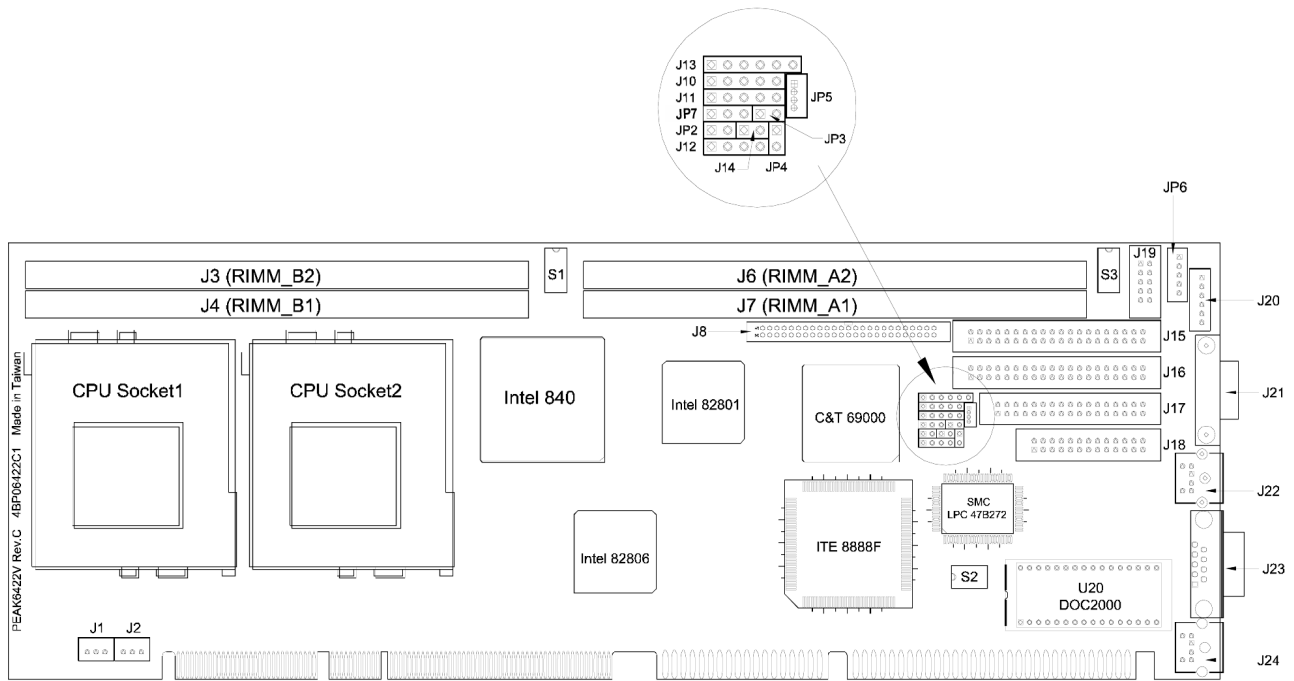 J13
J10
J11
JP7
JP2
J12
JP5
JP3
J14
JP4
JP6
J3 (RIMM_B2)
S1
J6 (RIMM_A2)
S3
J19
J4 (RIMM_B1)
J7 (RIMM_A1)
J20
J8
J15
PEAK6422V Rev.C 4BP06422C1 Made in Taiwan
CPU Socket1
CPU Socket2
Intel 840
Intel 82801
C&T 69000
J16
J21
J17
J18
J22
SMC
LPC 47B272
ITE 8888F
Intel 82806
S2
U20
DOC2000
J23
J1
J2
J24